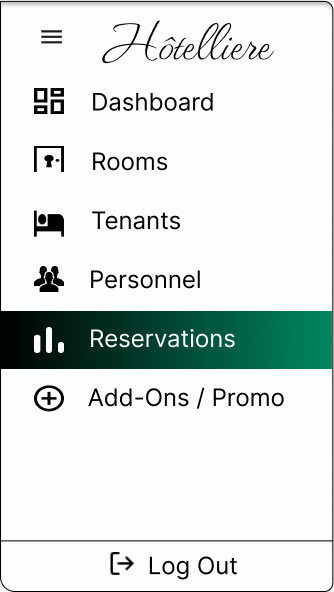 Hôtelliere
Dashboard
Rooms
Tenants
Personnel
Reservations
Add-Ons / Promo
Log Out